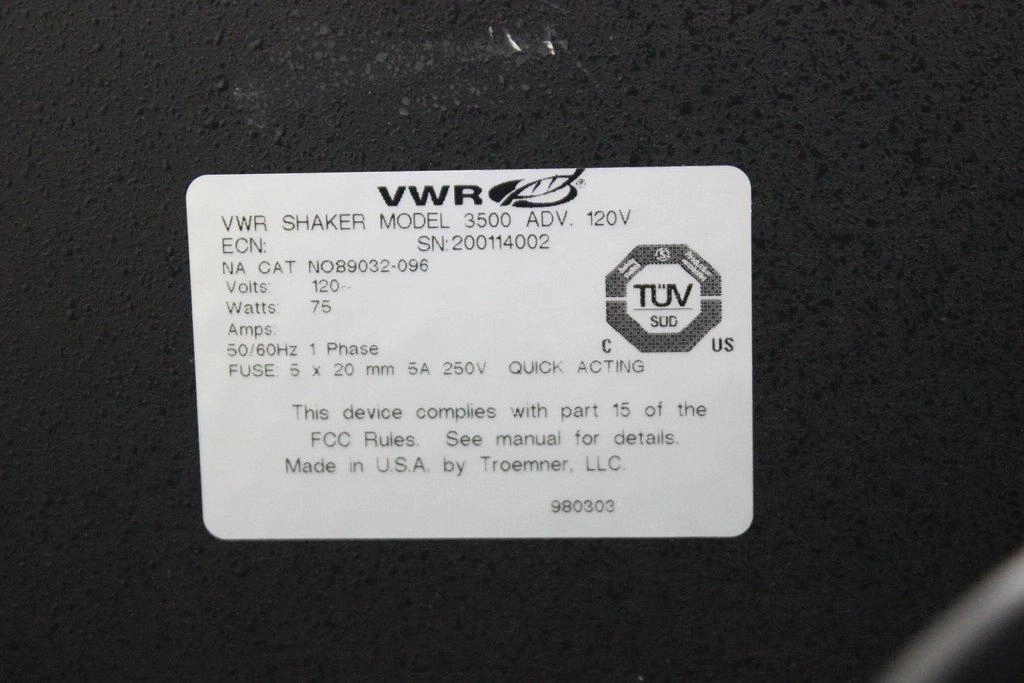 VWR
VWR SHAKER MODEL 3500 ADV. 120V
ECN: SN:200114002
NA CAT NO89032-096
Volts: 120~
Watts: 75
Amps:
50/60Hz 1 Phase
FUSE: 5 x 20 mm 5A 250V QUICK ACTING
TÜV
SÜD
C US
This device complies with part 15 of the
FCC Rules. See manual for details.
Made in U.S.A. by Troemner, LLC.
980303